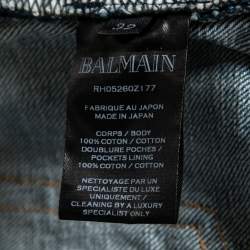 32
BALMAIN
RH05260Z177
FABRIQUE AU JAPON
MADE IN JAPAN
CORPS / BODY
100% COTON / COTTON
DOUBLURE POCHES /
POCKETS LINING
100% COTON / COTTON
NETTOYAGE PAR UN
SPECIALISTE DU LUXE
UNIQUEMENT /
CLEANING BY A LUXURY
SPECIALIST ONLY